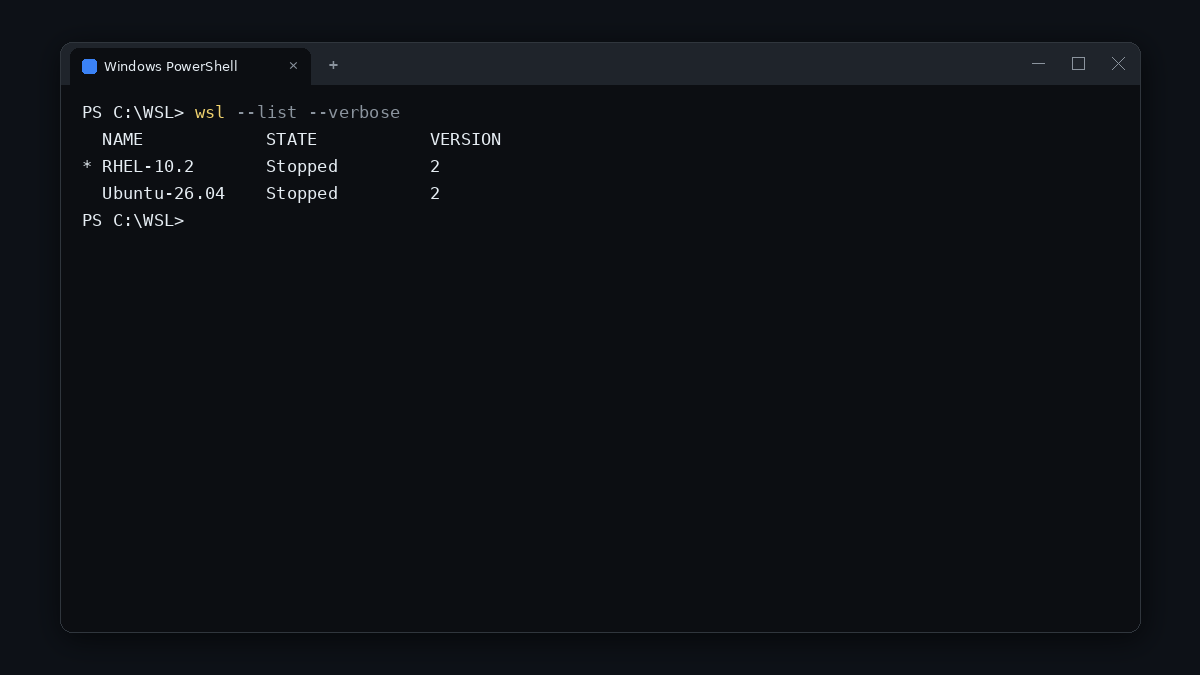 Windows PowerShell
PS C:\WSL> wsl --list --verbose
  NAME            STATE           VERSION
* RHEL-10.2       Stopped         2
  Ubuntu-26.04    Stopped         2
PS C:\WSL>